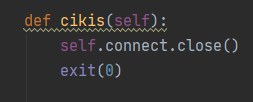 def cikis(self):
    self.connect.close()
    exit(0)